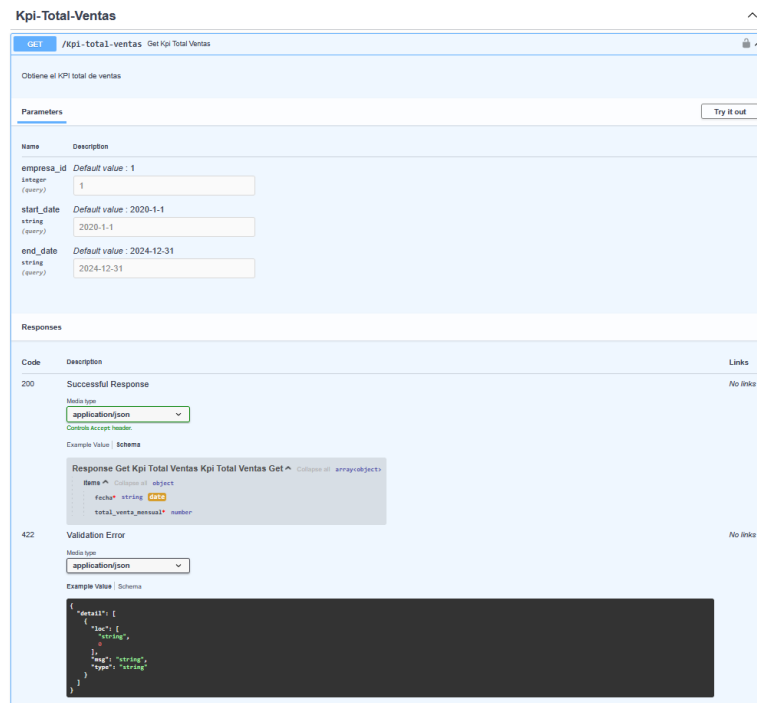 Kpi-Total-Ventas
GET /Kpi-total-ventas Get Kpi Total Ventas
Obtiene el KPI total de ventas
Parameters
Try it out
Name Description
empresa_id Default value : 1
integer
(query)
1
start_date Default value : 2020-1-1
string
(query)
2020-1-1
end_date Default value : 2024-12-31
string
(query)
2024-12-31
Responses
Code Description Links
200 Successful Response No links
Media type
application/json
Controls Accept header.
Example Value Schema
Response Get Kpi Total Ventas Kpi Total Ventas Get Collapse all array<object>
Items Collapse all object
fecha* string date
total_venta_mensual* number
422 Validation Error No links
Media type
application/json
Example Value Schema
{
"detail": [
{
"loc": [
"string",
0
],
"msg": "string",
"type": "string"
}
]
}